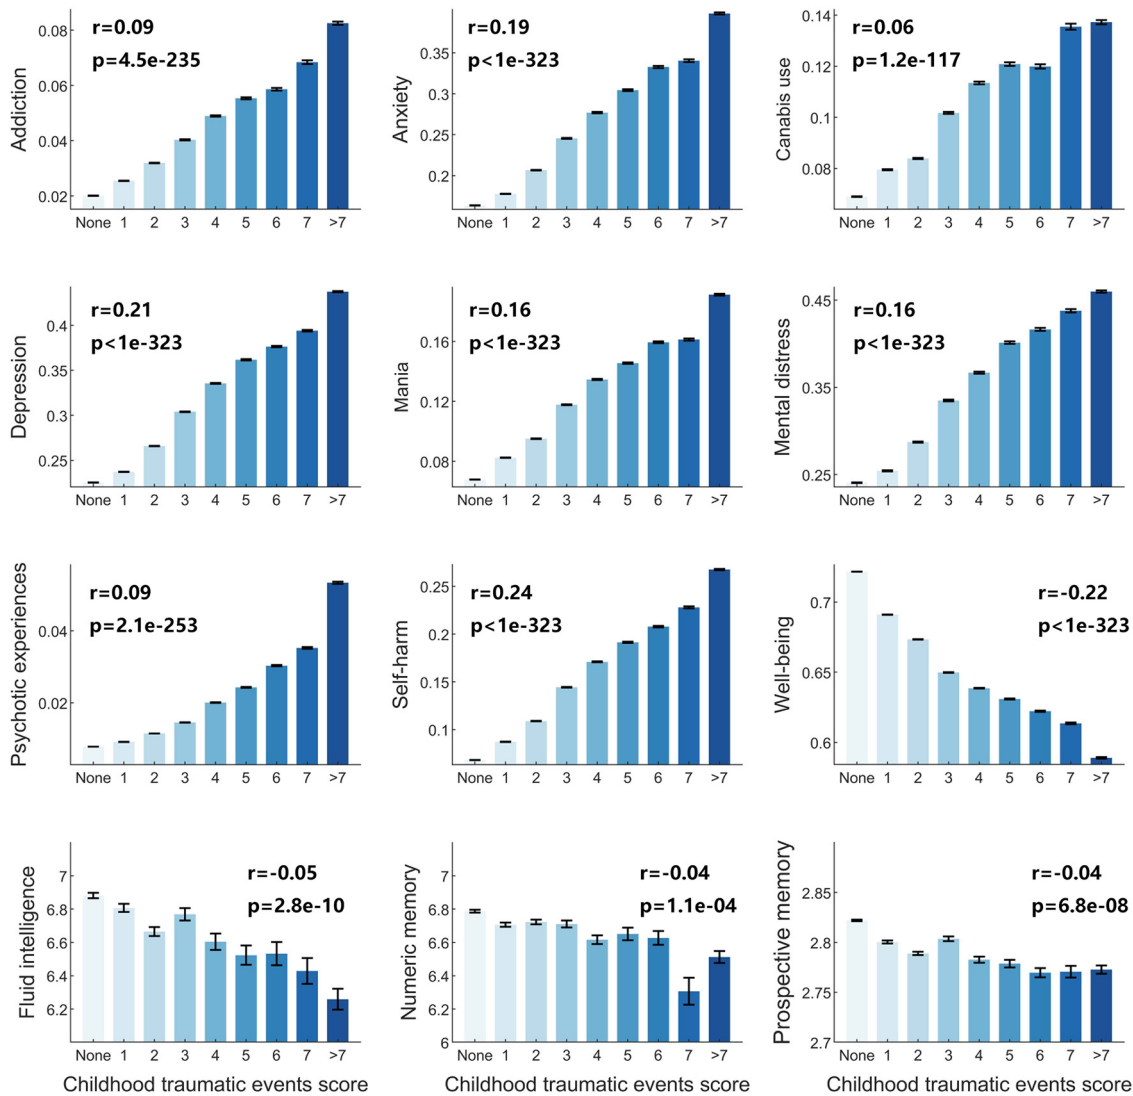 Addiction
r=0.09
p=4.5e-235
0.08
0.06
0.04
0.02
None 1 2 3 4 5 6 7 >7
Anxiety
r=0.19
p<1e-323
0.35
0.3
0.25
0.2
None 1 2 3 4 5 6 7 >7
Canabis use
r=0.06
p=1.2e-117
0.14
0.12
0.1
0.08
None 1 2 3 4 5 6 7 >7
Depression
r=0.21
p<1e-323
0.4
0.35
0.3
0.25
None 1 2 3 4 5 6 7 >7
Mania
r=0.16
p<1e-323
0.16
0.12
0.08
None 1 2 3 4 5 6 7 >7
Mental distress
r=0.16
p<1e-323
0.45
0.35
0.25
None 1 2 3 4 5 6 7 >7
Psychotic experiences
r=0.09
p=2.1e-253
0.04
0.02
None 1 2 3 4 5 6 7 >7
Self-harm
r=0.24
p<1e-323
0.25
0.2
0.15
0.1
None 1 2 3 4 5 6 7 >7
Well-being
r=-0.22
p<1e-323
0.7
0.65
0.6
None 1 2 3 4 5 6 7 >7
Fluid intelligence
r=-0.05
p=2.8e-10
7
6.8
6.6
6.4
6.2
None 1 2 3 4 5 6 7 >7
Childhood traumatic events score
Numeric memory
r=-0.04
p=1.1e-04
7
6.8
6.6
6.4
6.2
6
None 1 2 3 4 5 6 7 >7
Childhood traumatic events score
Prospective memory
r=-0.04
p=6.8e-08
2.85
2.8
2.75
2.7
None 1 2 3 4 5 6 7 >7
Childhood traumatic events score